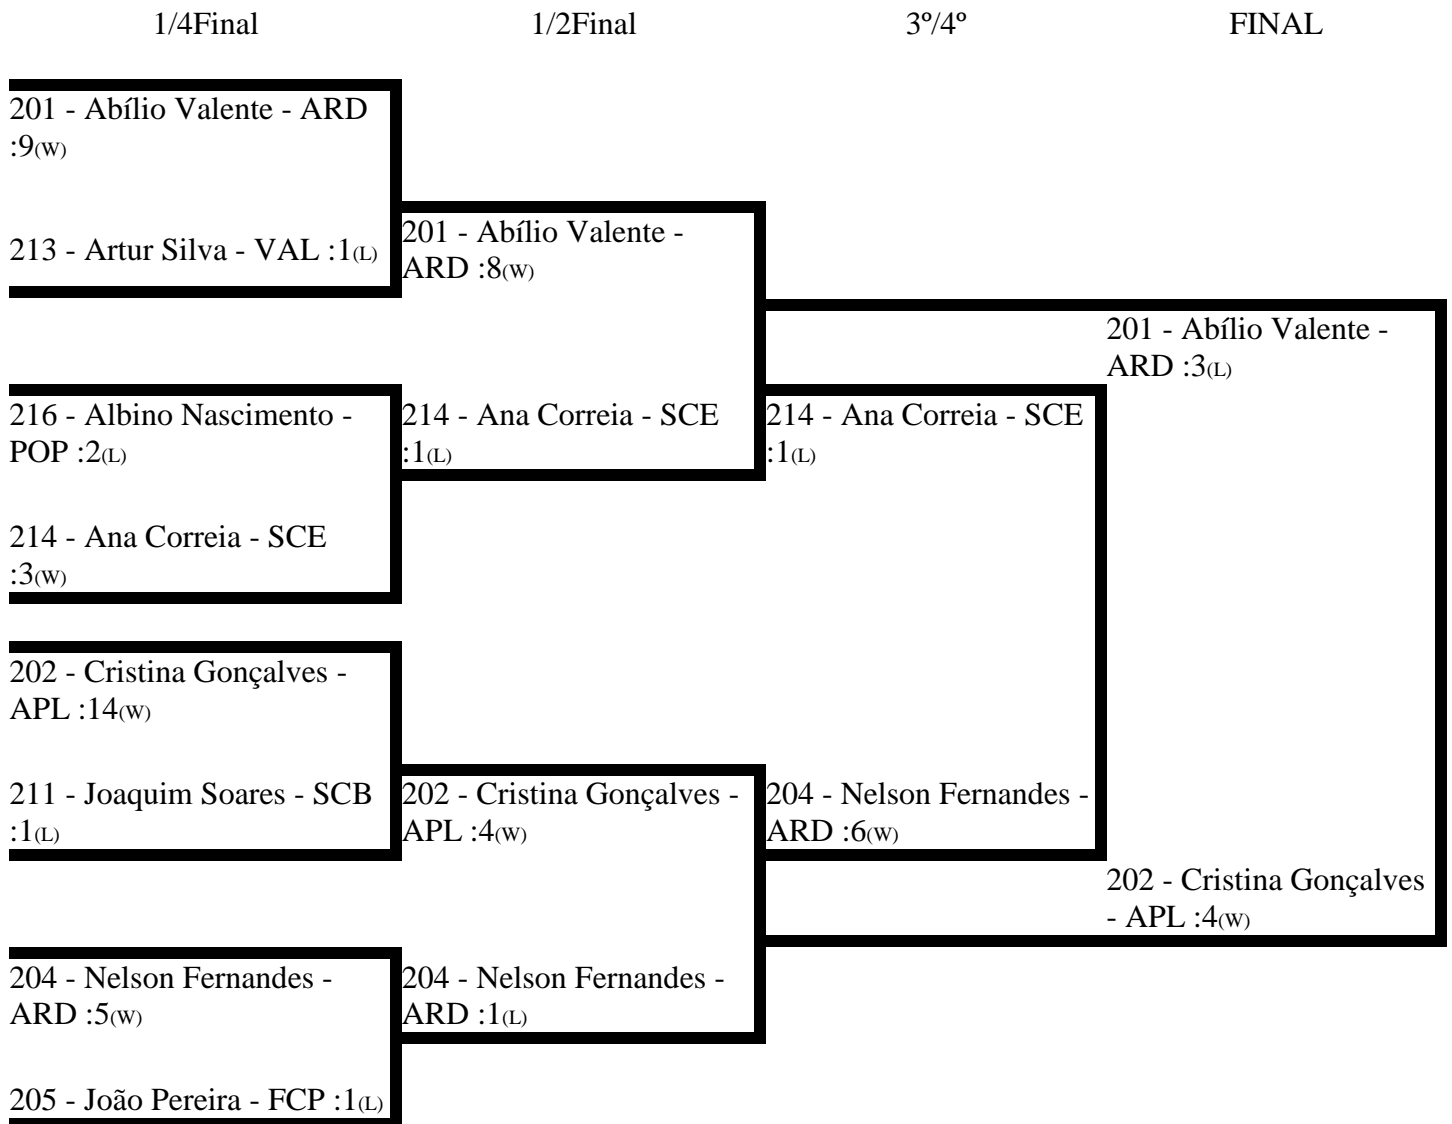 1/4Final
1/2Final
3º/4º
FINAL
201 - Abílio Valente - ARD
:9(W)
213 - Artur Silva - VAL :1(L)
216 - Albino Nascimento -
POP :2(L)
214 - Ana Correia - SCE
:3(W)
202 - Cristina Gonçalves -
APL :14(W)
211 - Joaquim Soares - SCB
:1(L)
204 - Nelson Fernandes -
ARD :5(W)
205 - João Pereira - FCP :1(L)
201 - Abílio Valente -
ARD :8(W)
214 - Ana Correia - SCE
:1(L)
202 - Cristina Gonçalves -
APL :4(W)
204 - Nelson Fernandes -
ARD :1(L)
214 - Ana Correia - SCE
:1(L)
204 - Nelson Fernandes -
ARD :6(W)
201 - Abílio Valente -
ARD :3(L)
202 - Cristina Gonçalves
- APL :4(W)